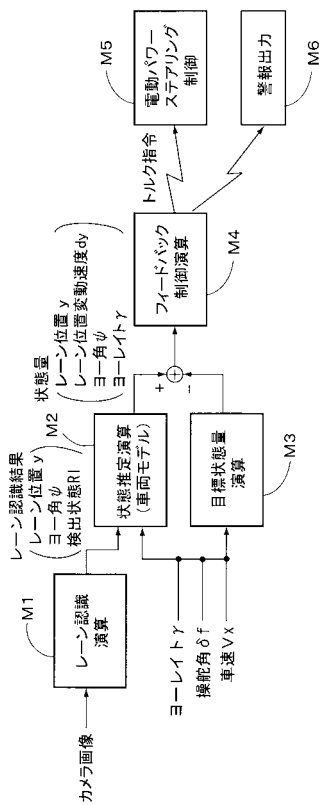 カメラ画像
M1
レーン認識
演算
レーン認識結果
レーン位置y
ヨー角ψ
検出状態RI
M2
状態推定演算
(車両モデル)
ヨーレイトγ
操舵角δf
車速Vx
目標状態量
演算
M3
状態量
レーン位置y
レーン位置変動速度dy
ヨー角ψ
ヨーレイトγ
+
−
フィードバック
制御演算
M4
トルク指令
M5
電動パワー
ステアリング
制御
警報出力
M6